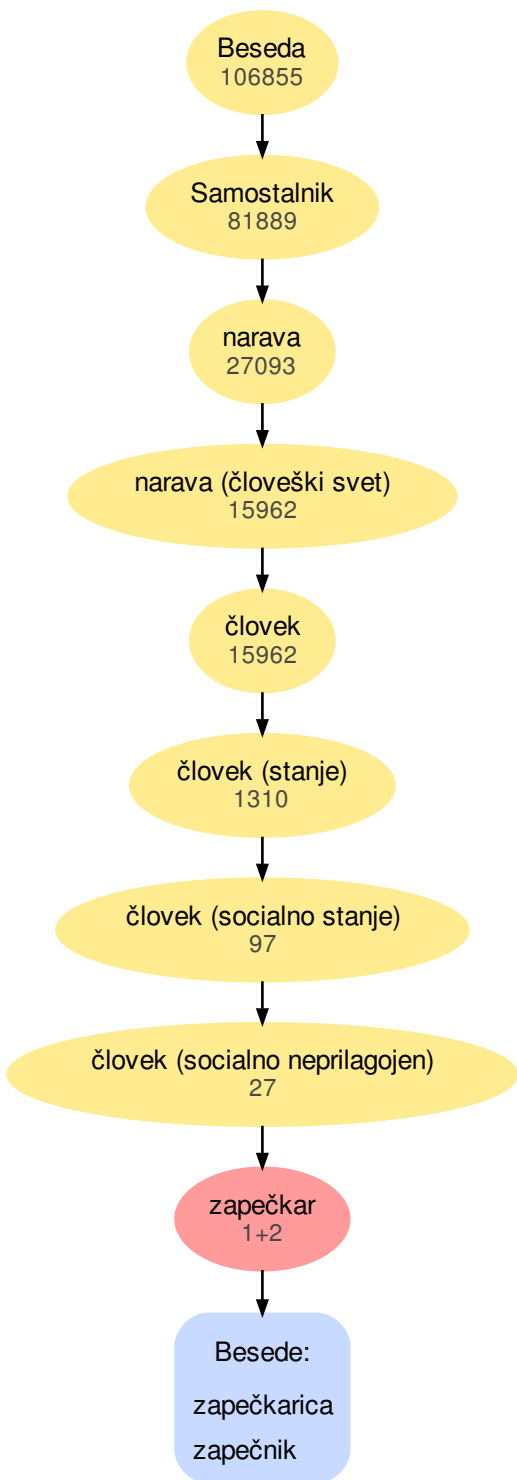 Beseda
106855
Samostalnik
81889
narava
27093
narava (človeški svet)
15962
človek
15962
človek (stanje)
1310
človek (socialno stanje)
97
človek (socialno neprilagojen)
27
zapečkar
1+2
Besede:
zapečkarica
zapečnik